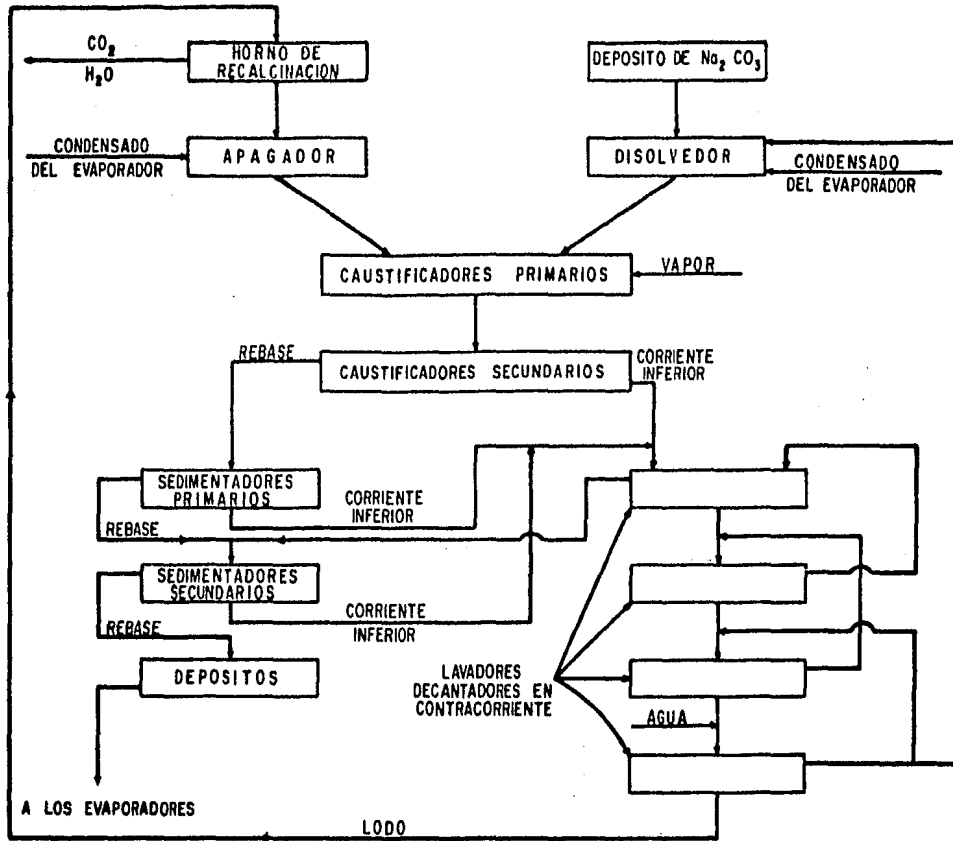 CO2
H2O
HORNO DE
RECALCINACION
DEPOSITO DE Na2 CO3
CONDENSADO
DEL EVAPORADOR
APAGADOR
DISOLVEDOR
CONDENSADO
DEL EVAPORADOR
CAUSTIFICADORES PRIMARIOS
VAPOR
REBASE
CAUSTIFICADORES SECUNDARIOS
CORRIENTE
INFERIOR
SEDIMENTADORES
PRIMARIOS
CORRIENTE
INFERIOR
REBASE
SEDIMENTADORES
SECUNDARIOS
CORRIENTE
INFERIOR
REBASE
DEPOSITOS
LAVADORES
DECANTADORES EN
CONTRACORRIENTE
AGUA
A LOS EVAPORADORES
LODO